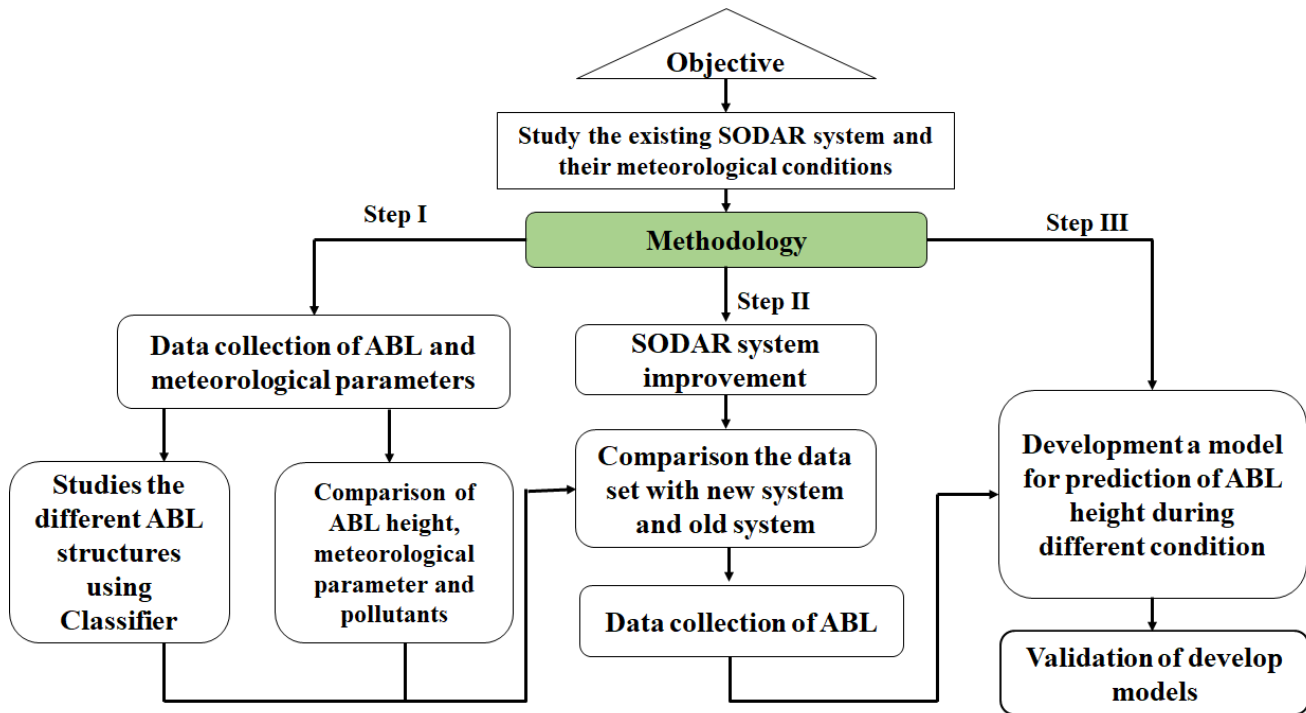 Objective
Study the existing SODAR system and
their meteorological conditions
Methodology
Step I
Step II
Step III
Data collection of ABL and
meteorological parameters
Studies the
different ABL
structures
using
Classifier
Comparison of
ABL height,
meteorological
parameter and
pollutants
SODAR system
improvement
Comparison the data
set with new system
and old system
Data collection of ABL
Development a model
for prediction of ABL
height during
different condition
Validation of develop
models